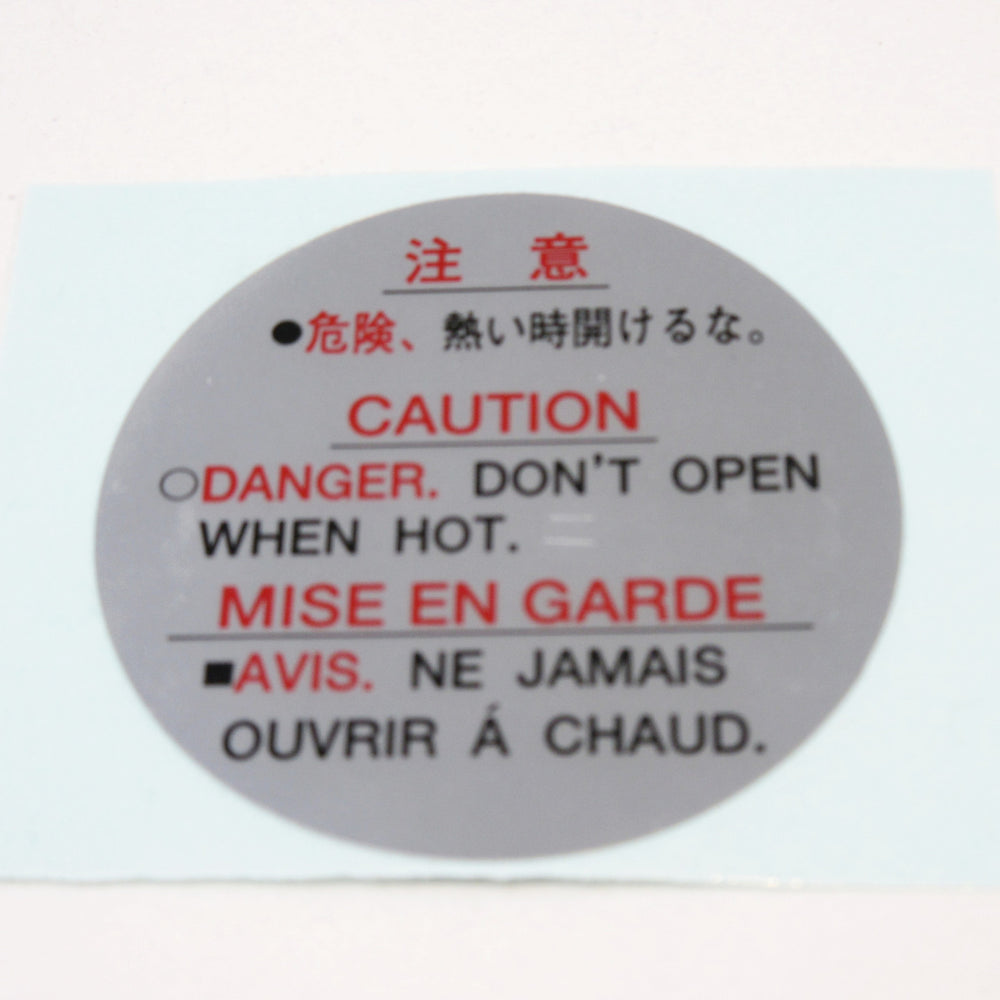 注 意
●危険、熱い時開けるな。
CAUTION
○DANGER. DON'T OPEN
WHEN HOT.
MISE EN GARDE
■AVIS. NE JAMAIS
OUVRIR Á CHAUD.